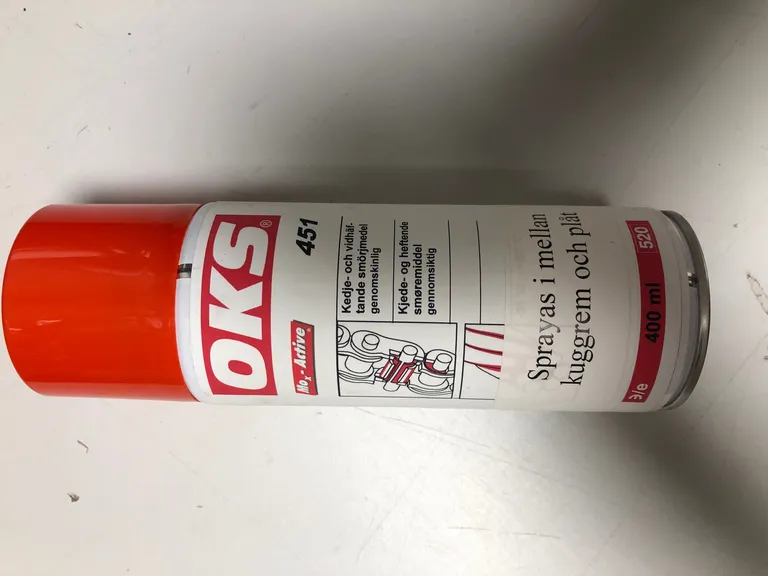 OKS®
451
Mox-Active®
Kedje- och vidhäf-
tande smörjmedel
genomskinlig
Kjede- og heftende
smøremiddel
gennomsiktig
Sprayas i mellan
kuggrem och plåt
Э/e
400 ml
520